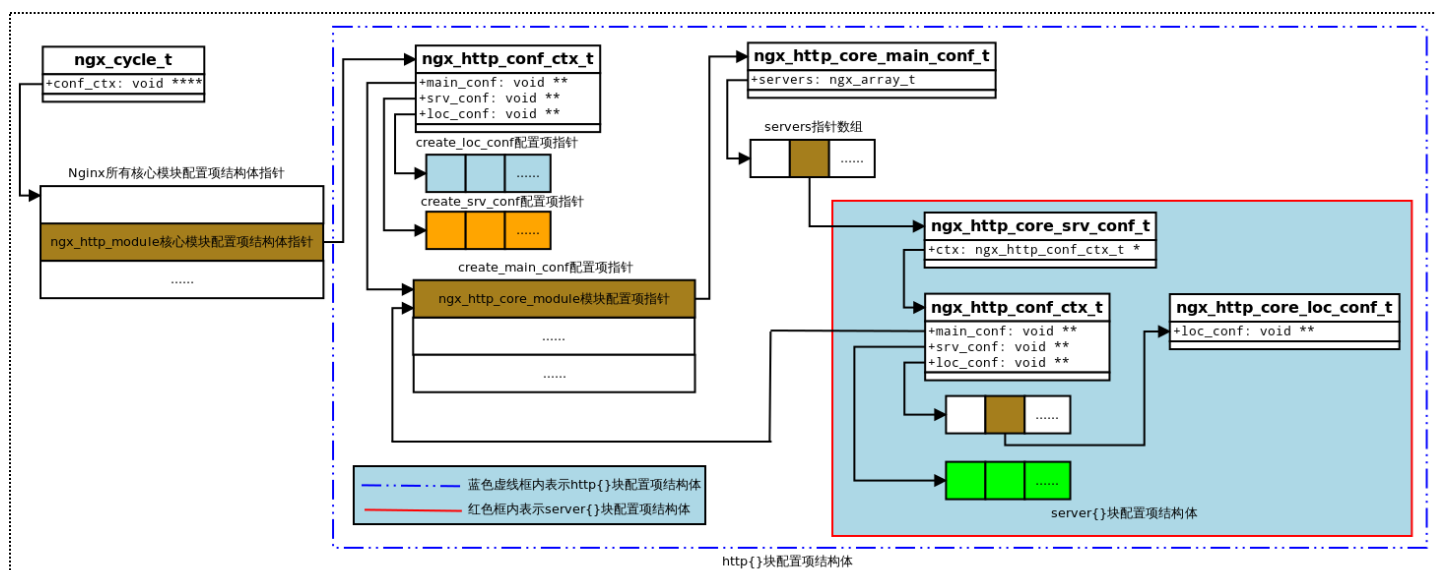 ngx_cycle_t
+conf_ctx: void ****
Nginx所有核心模块配置项结构体指针
ngx_http_module核心模块配置项结构体指针
......
ngx_http_conf_ctx_t
+main_conf: void **
+srv_conf: void **
+loc_conf: void **
create_loc_conf配置项指针
......
create_srv_conf配置项指针
......
create_main_conf配置项指针
ngx_http_core_module模块配置项指针
......
......
ngx_http_core_main_conf_t
+servers: ngx_array_t
servers指针数组
......
ngx_http_core_srv_conf_t
+ctx: ngx_http_conf_ctx_t *
ngx_http_conf_ctx_t
+main_conf: void **
+srv_conf: void **
+loc_conf: void **
ngx_http_core_loc_conf_t
+loc_conf: void **
......
......
server{}块配置项结构体
蓝色虚线框内表示http{}块配置项结构体
红色框内表示server{}块配置项结构体
http{}块配置项结构体